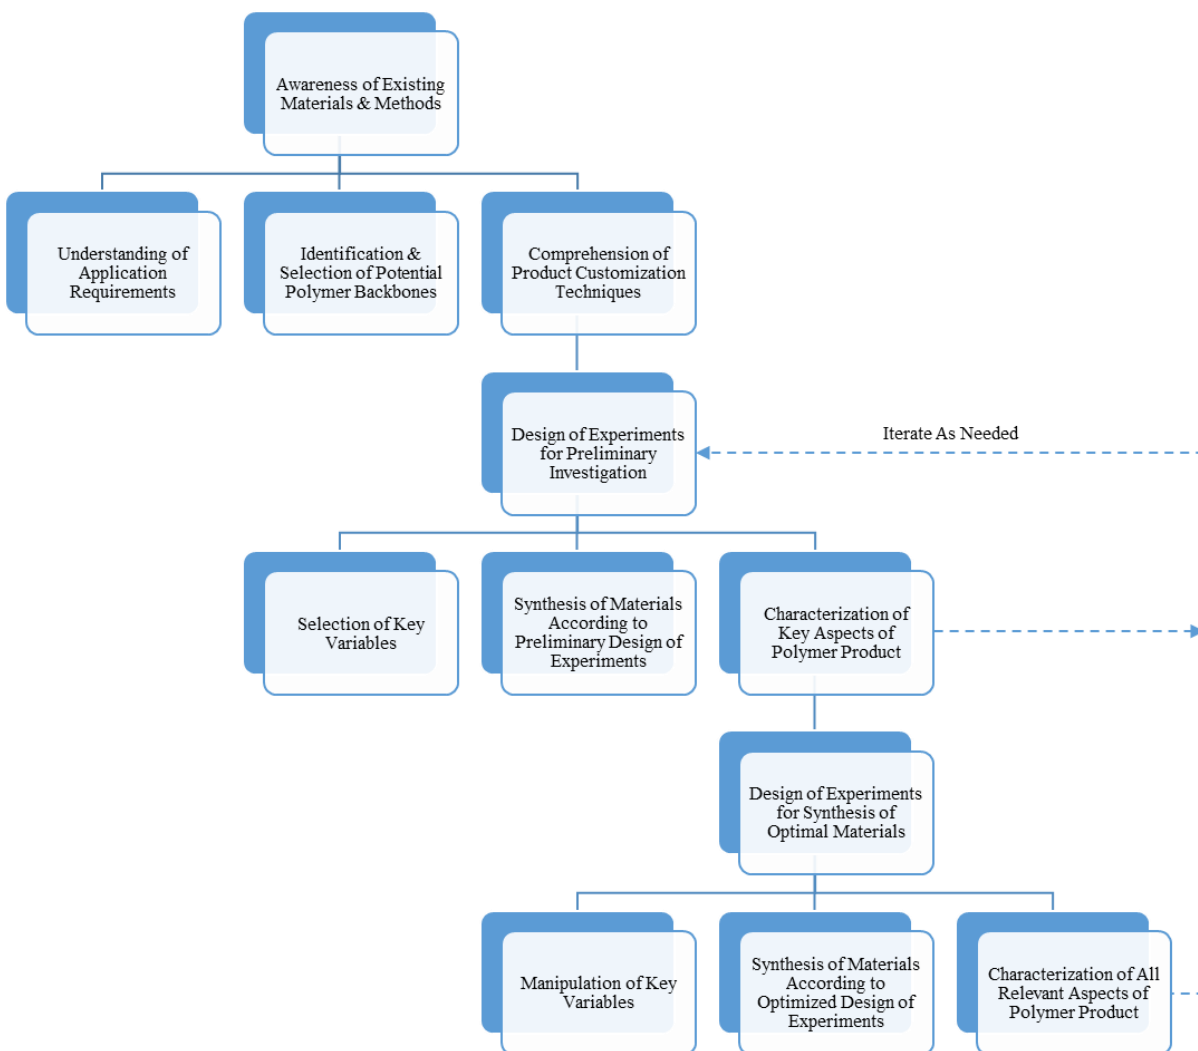 Awareness of Existing
Materials & Methods
Understanding of
Application
Requirements
Identification &
Selection of Potential
Polymer Backbones
Comprehension of
Product Customization
Techniques
Design of Experiments
for Preliminary
Investigation
Iterate As Needed
Selection of Key
Variables
Synthesis of Materials
According to
Preliminary Design of
Experiments
Characterization of
Key Aspects of
Polymer Product
Design of Experiments
for Synthesis of
Optimal Materials
Manipulation of Key
Variables
Synthesis of Materials
According to
Optimized Design of
Experiments
Characterization of All
Relevant Aspects of
Polymer Product